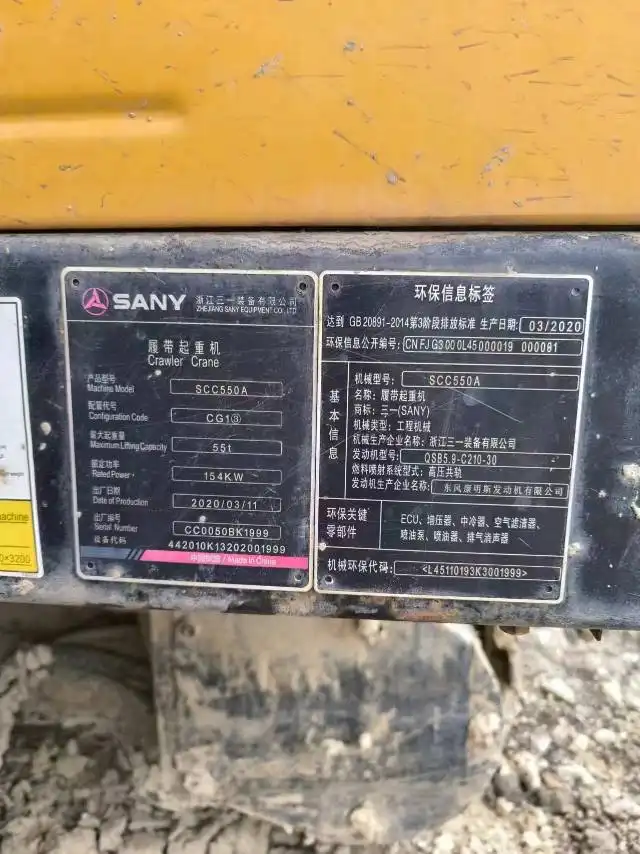 SANY 浙江三一装备有限公司
ZHEJIANG SANY EQUIPMENT CO., LTD
履带起重机
Crawler Crane
产品型号
Machine Model SCC550A
配置代号
Configuration Code CG1③
最大起重量
Maximum Lifting Capacity 55t
额定功率
Rated Power 154KW
出厂日期
Date of Production 2020/03/11
出厂编号
Serial Number CC0050BK1999
设备代码 442010K13202001999
中国制造 / Made in China
环保信息标签
达到 GB 20891-2014第3阶段排放标准 生产日期: 03/2020
环保信息公开编号: CN FJ G3 000L45000019 000081
基本信息
机械型号: SCC550A
名称: 履带起重机
商标: 三一(SANY)
机械类型: 工程机械
机械生产企业名称: 浙江三一装备有限公司
发动机型号: QSB5.9-C210-30
燃料喷射系统型式: 高压共轨
发动机生产企业名称: 东风康明斯发动机有限公司
环保关键零部件
ECU、增压器、中冷器、空气滤清器、
喷油泵、喷油器、排气消声器
机械环保代码: <L45110193K3001999>
machine
0×3200